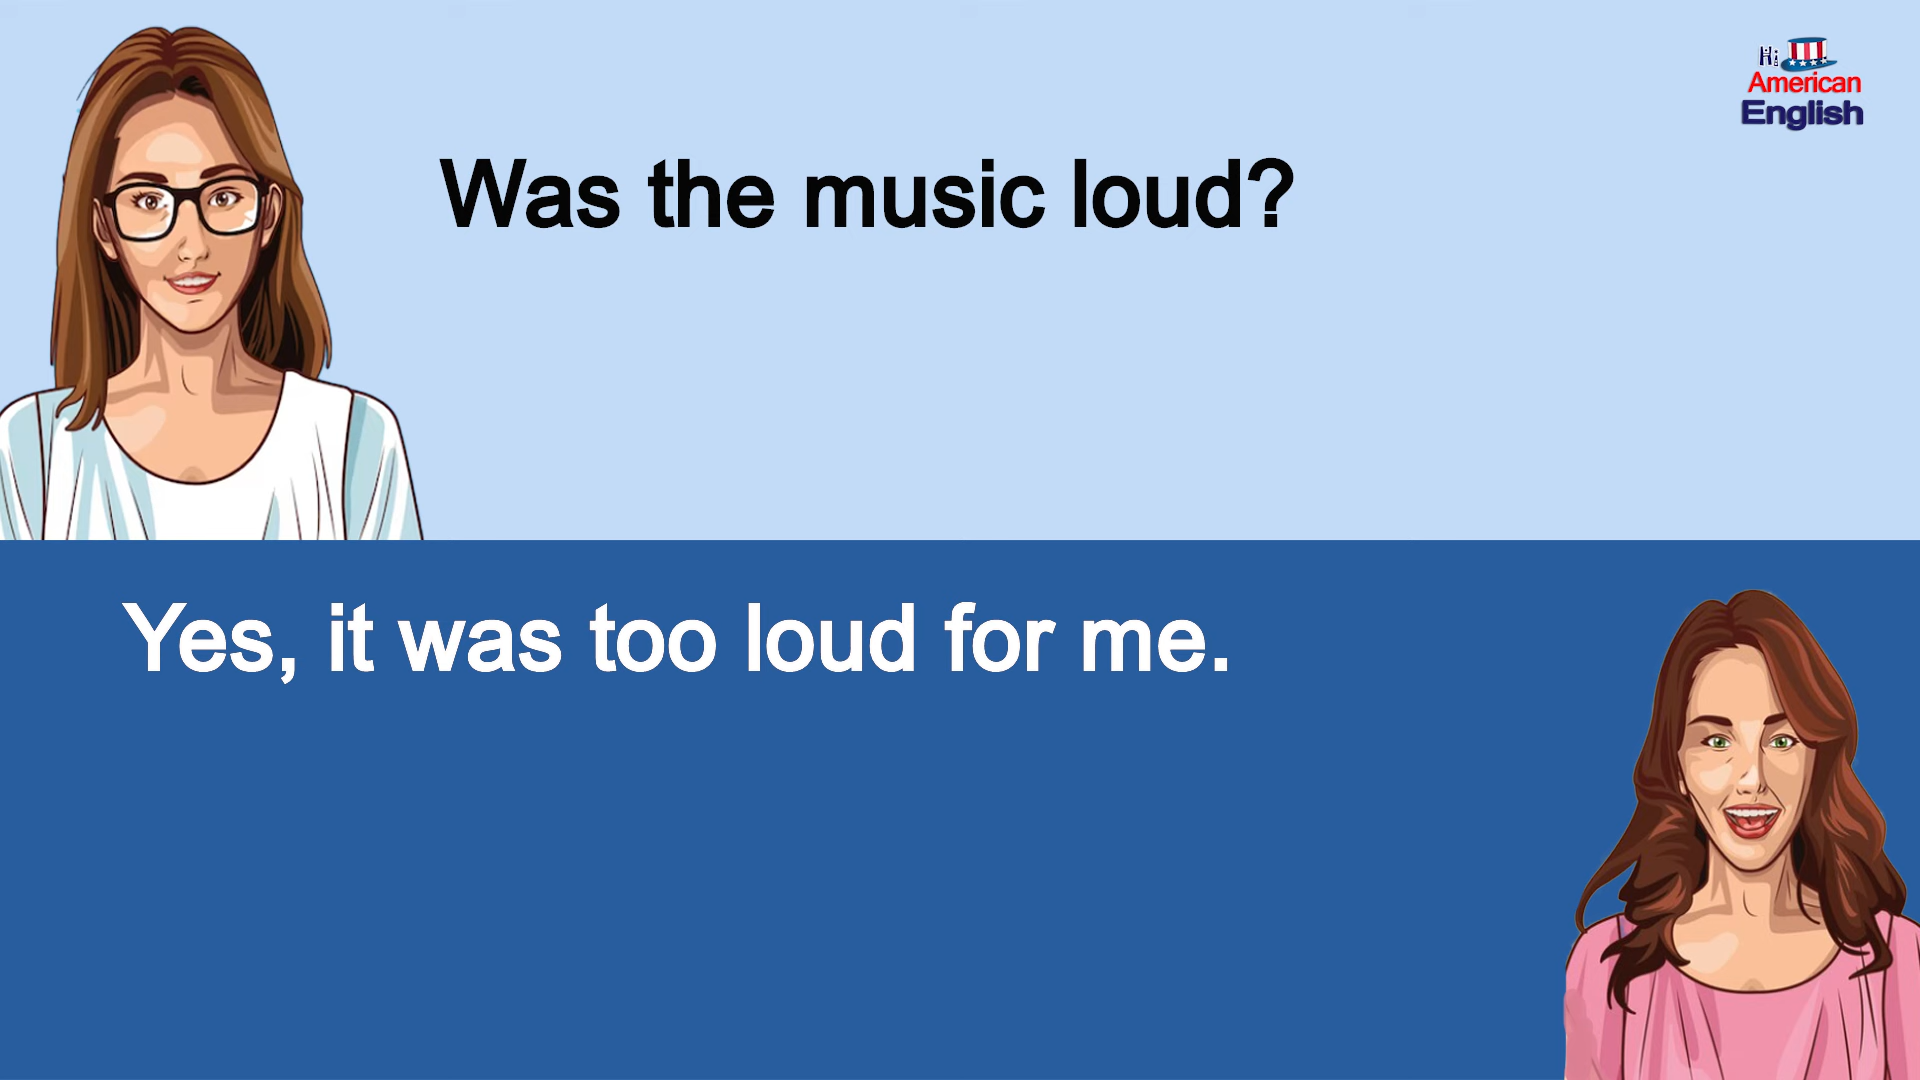 Hi
American
English
Was the music loud?
Yes, it was too loud for me.